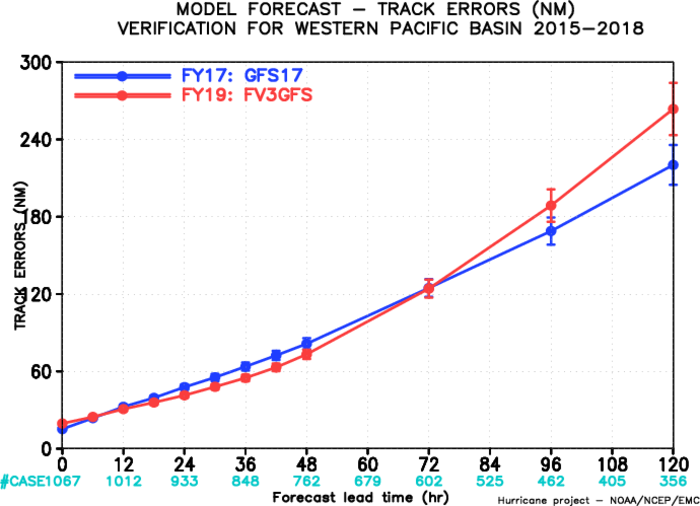 MODEL FORECAST – TRACK ERRORS (NM)
VERIFICATION FOR WESTERN PACIFIC BASIN 2015–2018
FY17: GFS17
FY19: FV3GFS
TRACK ERRORS (NM)
300
240
180
120
60
0
0 12 24 36 48 60 72 84 96 108 120
#CASE1067 1012 933 848 762 679 602 525 462 405 356
Forecast lead time (hr)
Hurricane project – NOAA/NCEP/EMC